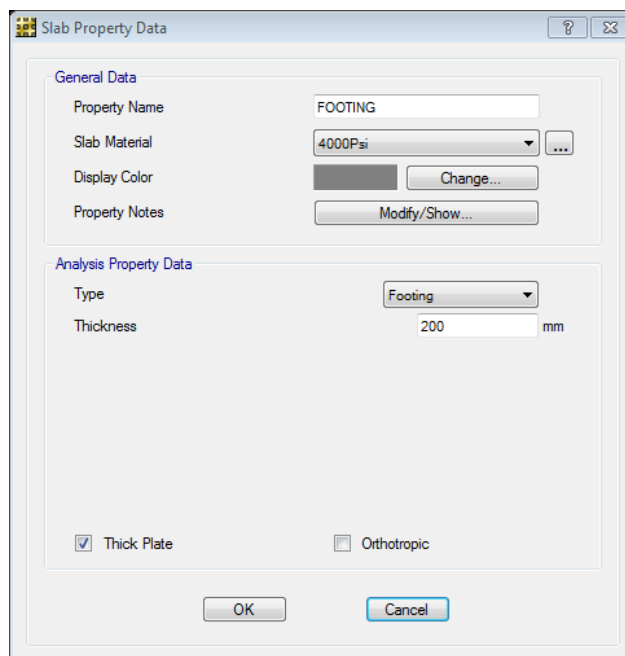 Slab Property Data
General Data
Property Name FOOTING
Slab Material 4000Psi ...
Display Color Change...
Property Notes Modify/Show...
Analysis Property Data
Type Footing
Thickness 200 mm
Thick Plate Orthotropic
OK Cancel